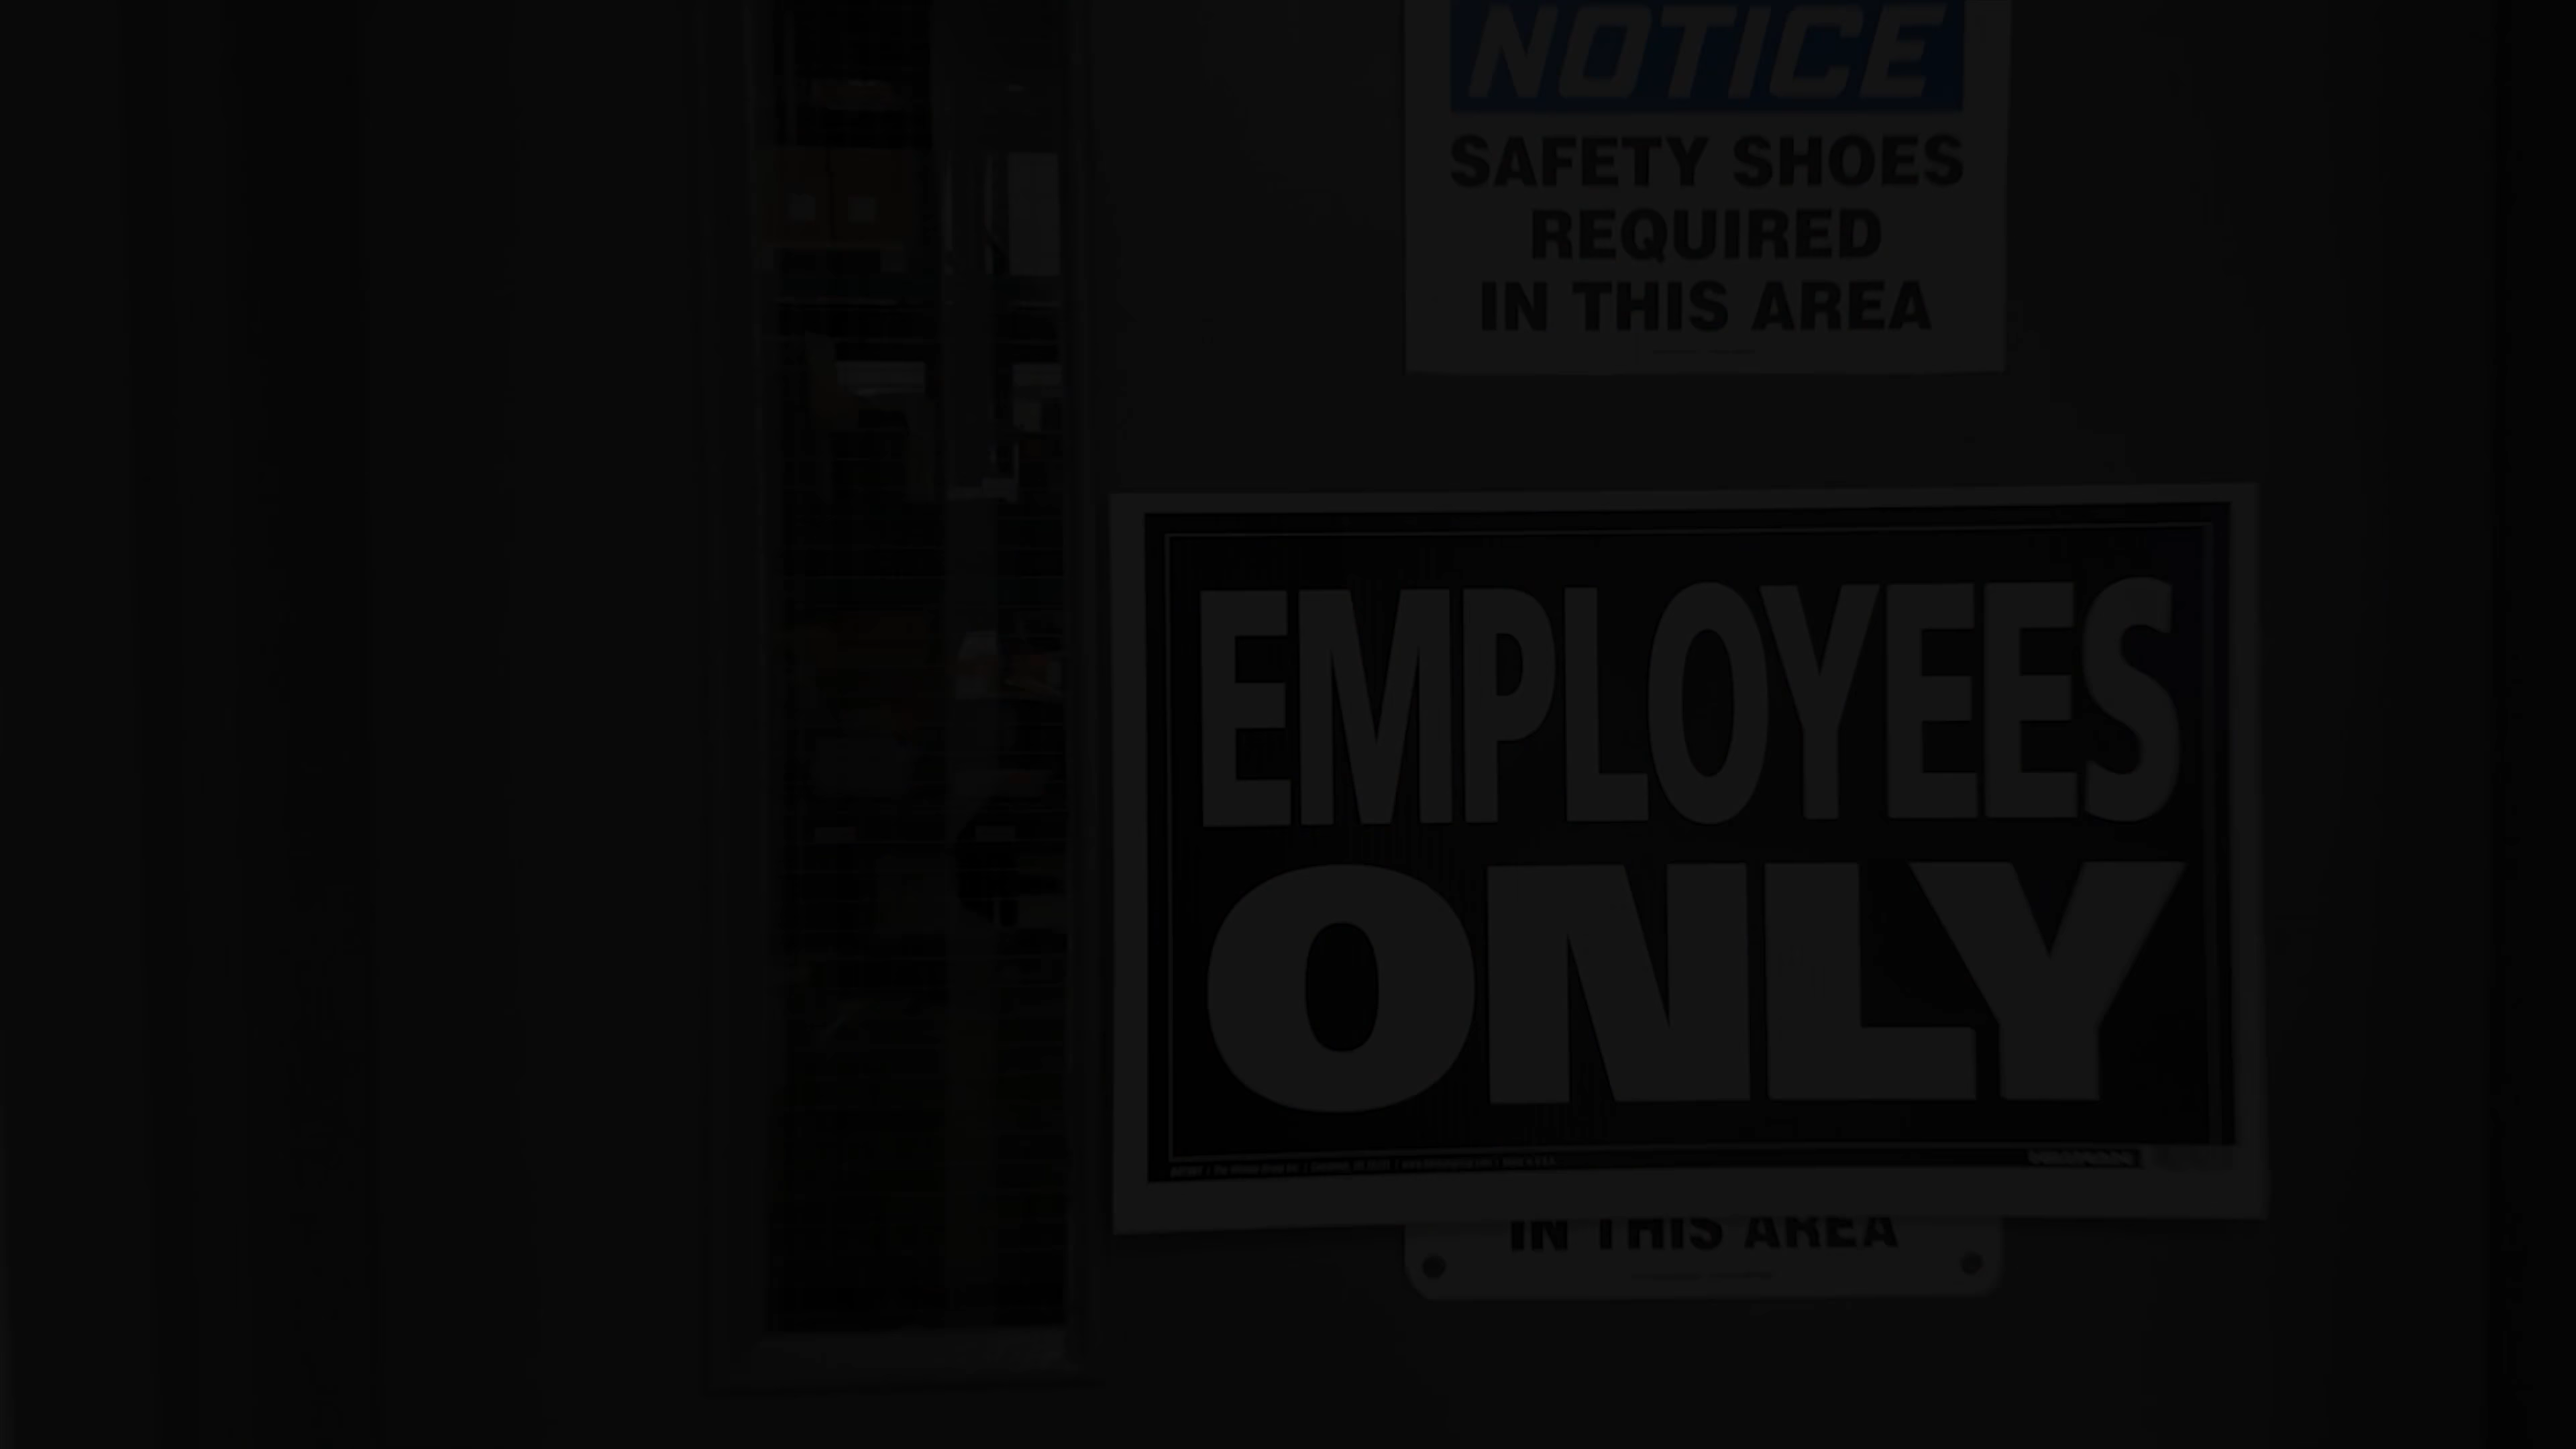 NOTICE
SAFETY SHOES
REQUIRED
IN THIS AREA
EMPLOYEES
ONLY
IN THIS AREA